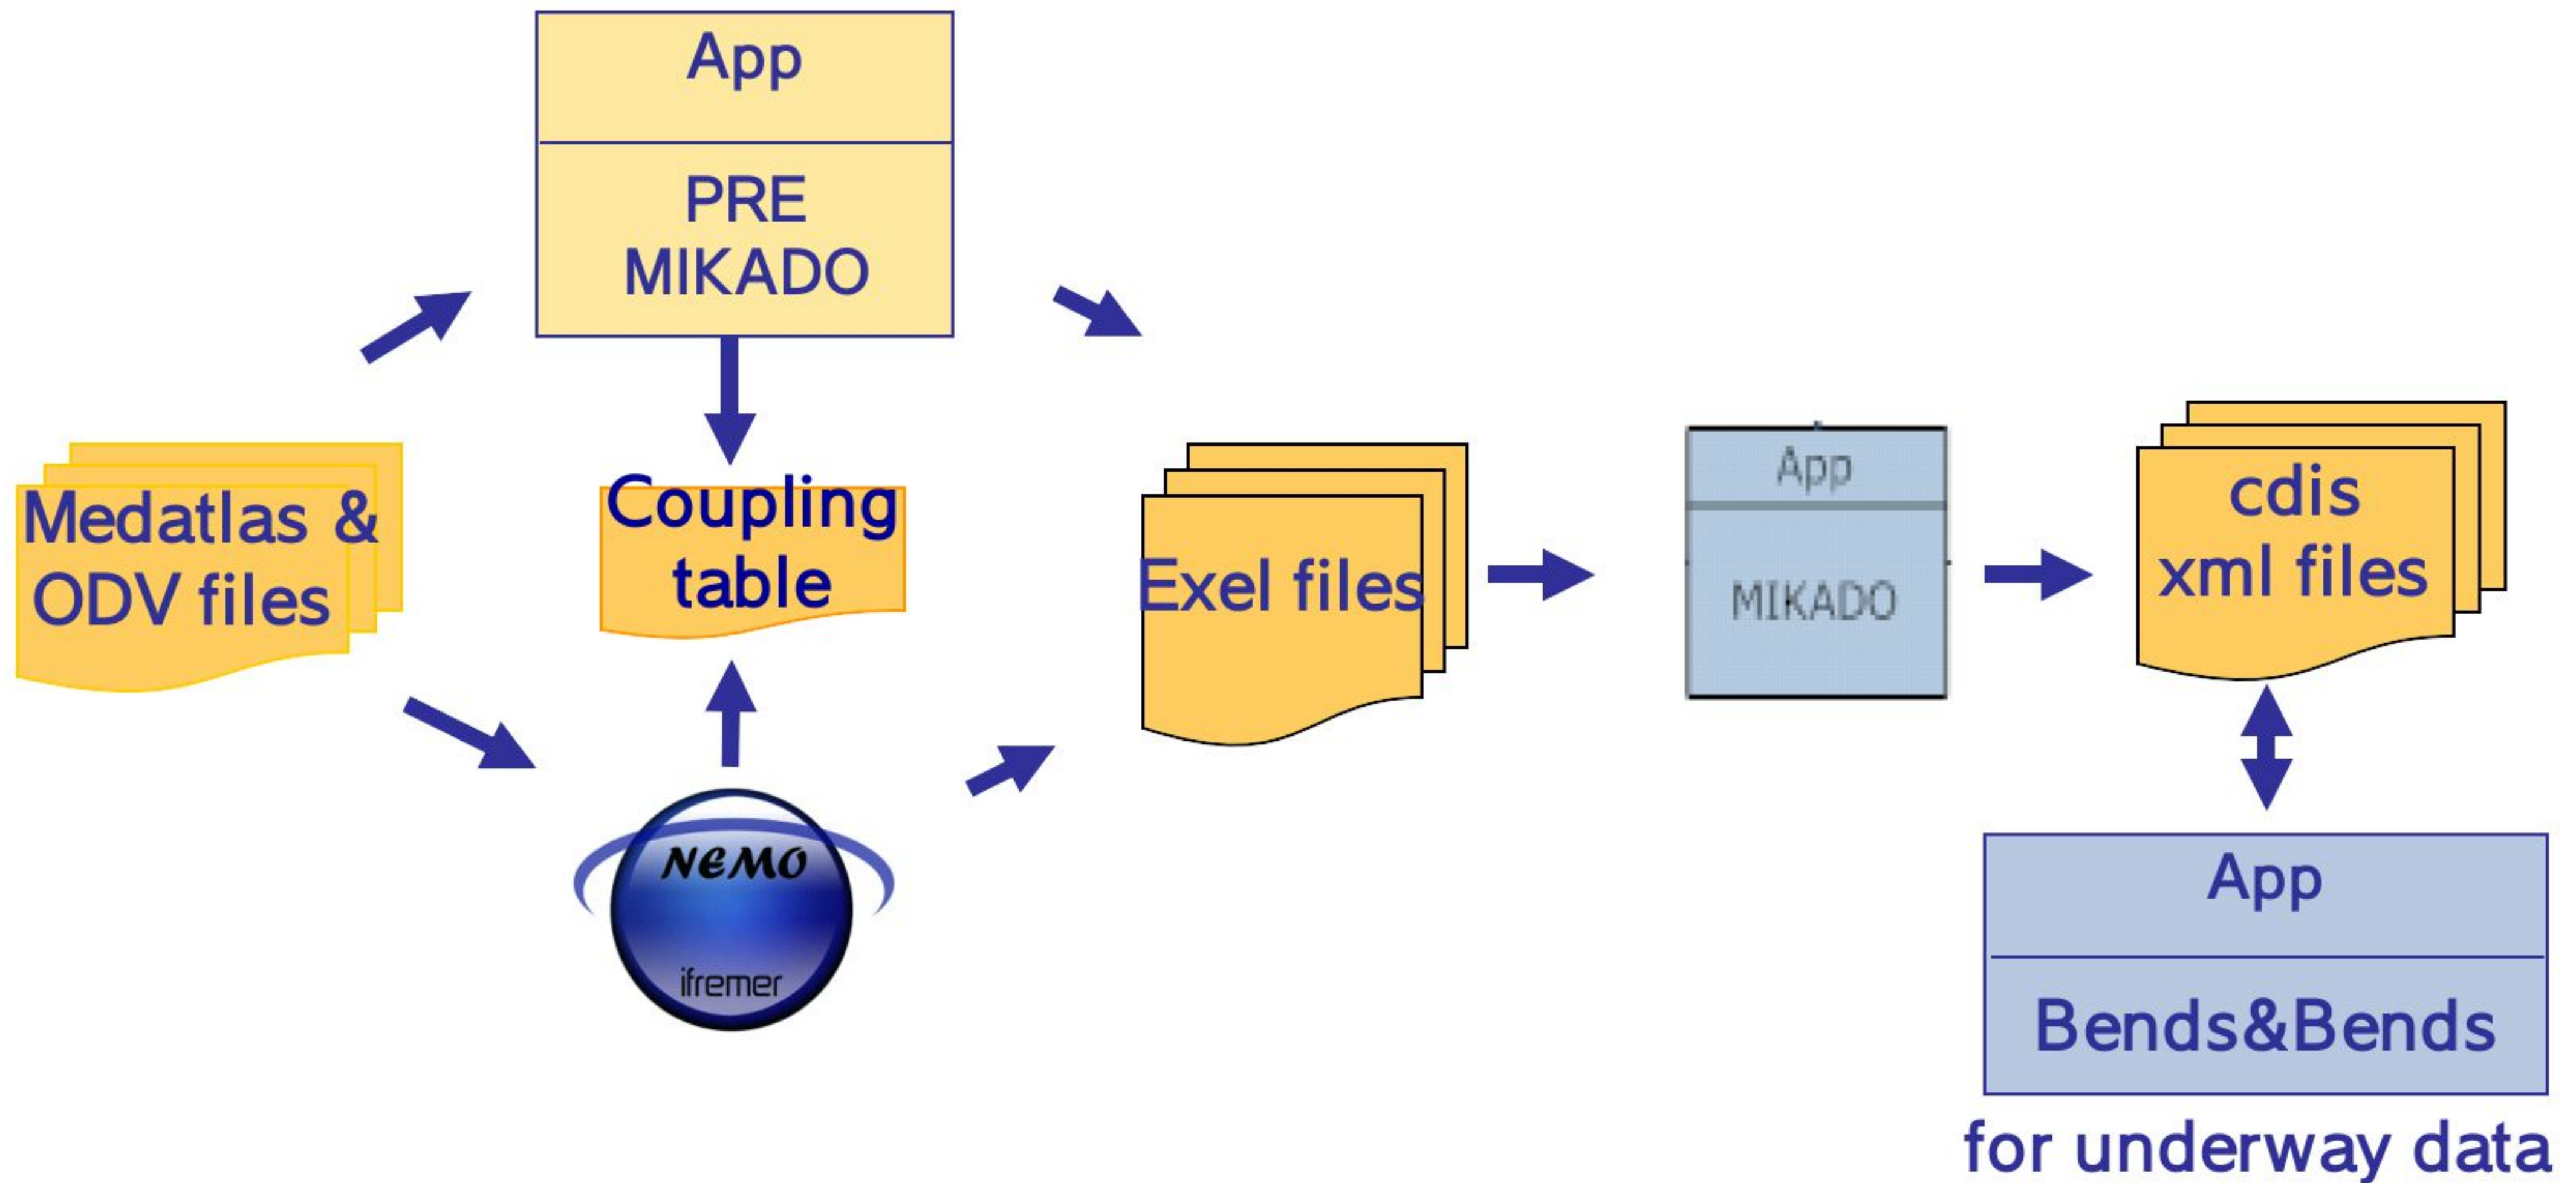 App
PRE
MIKADO
Medatlas &
ODV files
Coupling
table
NEMO
ifremer
Exel files
App
MIKADO
cdis
xml files
App
Bends&Bends
for underway data